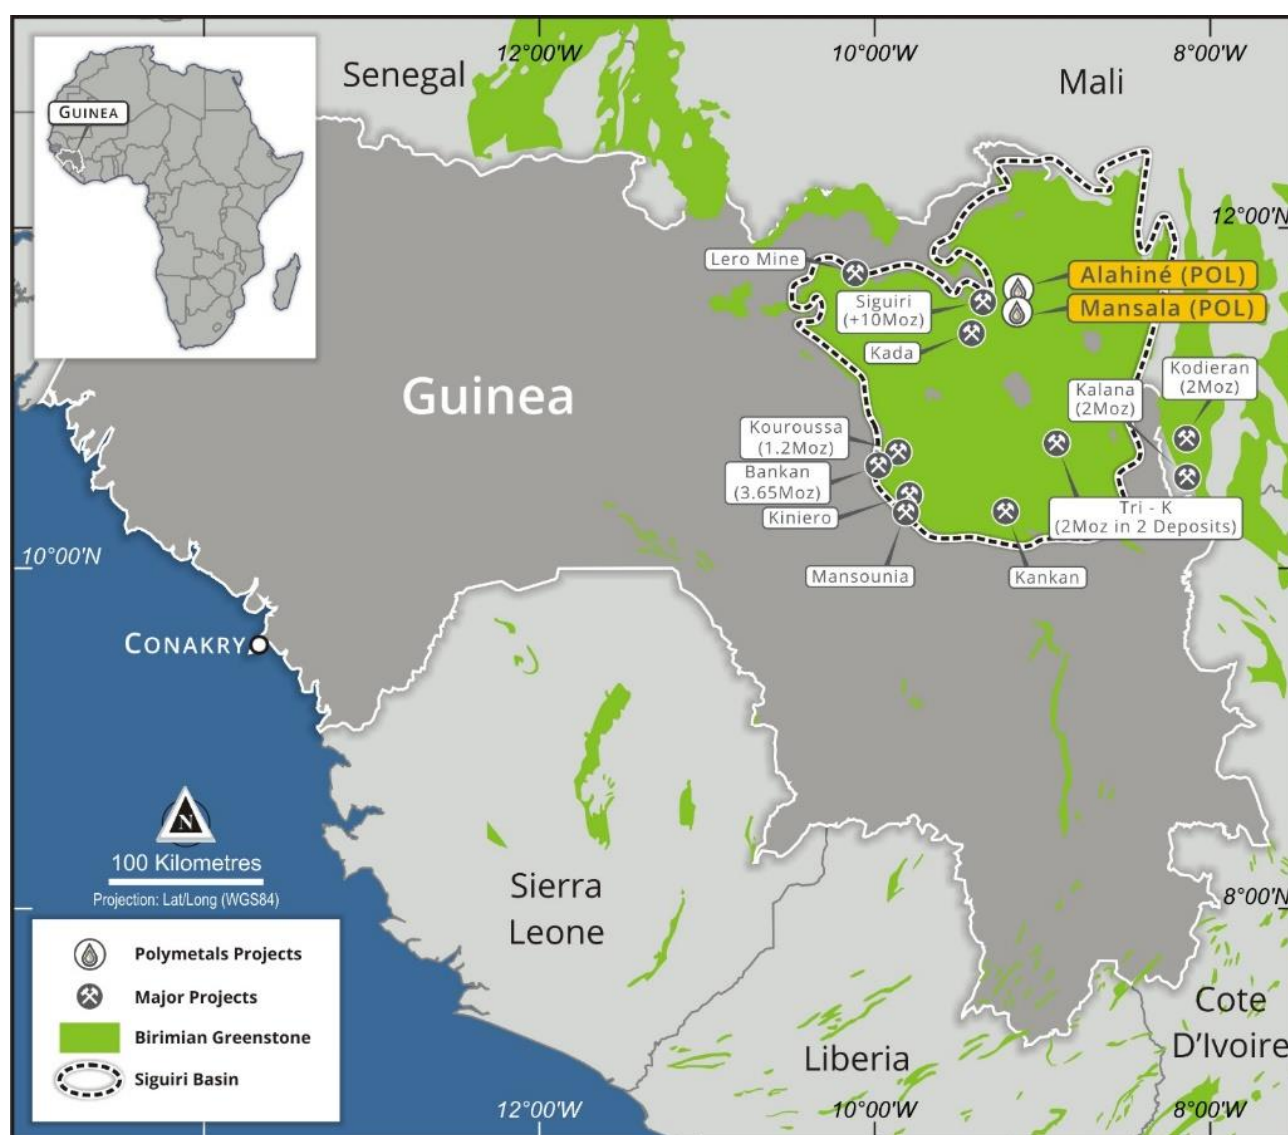 12°00'W
10°00'W
8°00'W
Senegal
Mali
GUINEA
12°00'N
Lero Mine
Alahiné (POL)
Siguiri
(+10Moz)
Mansala (POL)
Kada
Kodieran
(2Moz)
Kalana
(2Moz)
Guinea
Kouroussa
(1.2Moz)
Bankan
(3.65Moz)
Kiniero
Tri - K
(2Moz in 2 Deposits)
10°00'N
Mansounia
Kankan
CONAKRY
N
100 Kilometres
Projection: Lat/Long (WGS84)
Sierra
Leone
8°00'N
Polymetals Projects
Major Projects
Birimian Greenstone
Siguiri Basin
Cote
D'Ivoire
Liberia
12°00'W
10°00'W
8°00'W